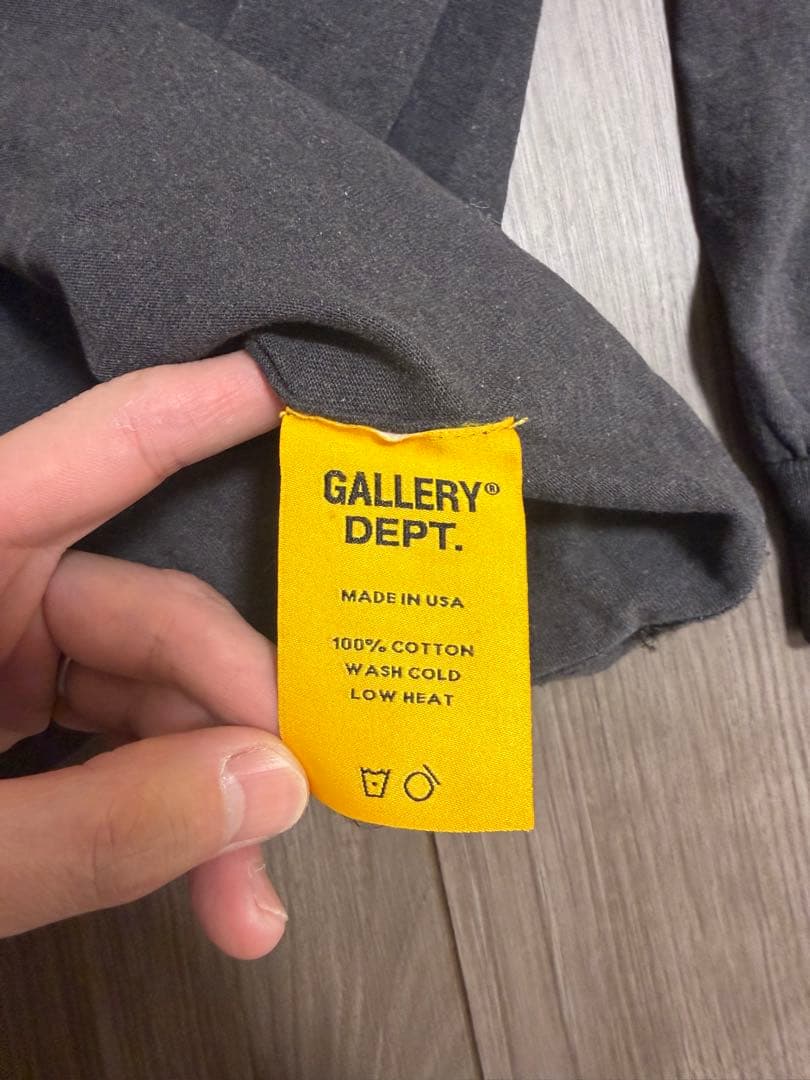 GALLERY®
DEPT.
MADE IN USA
100% COTTON
WASH COLD
LOW HEAT